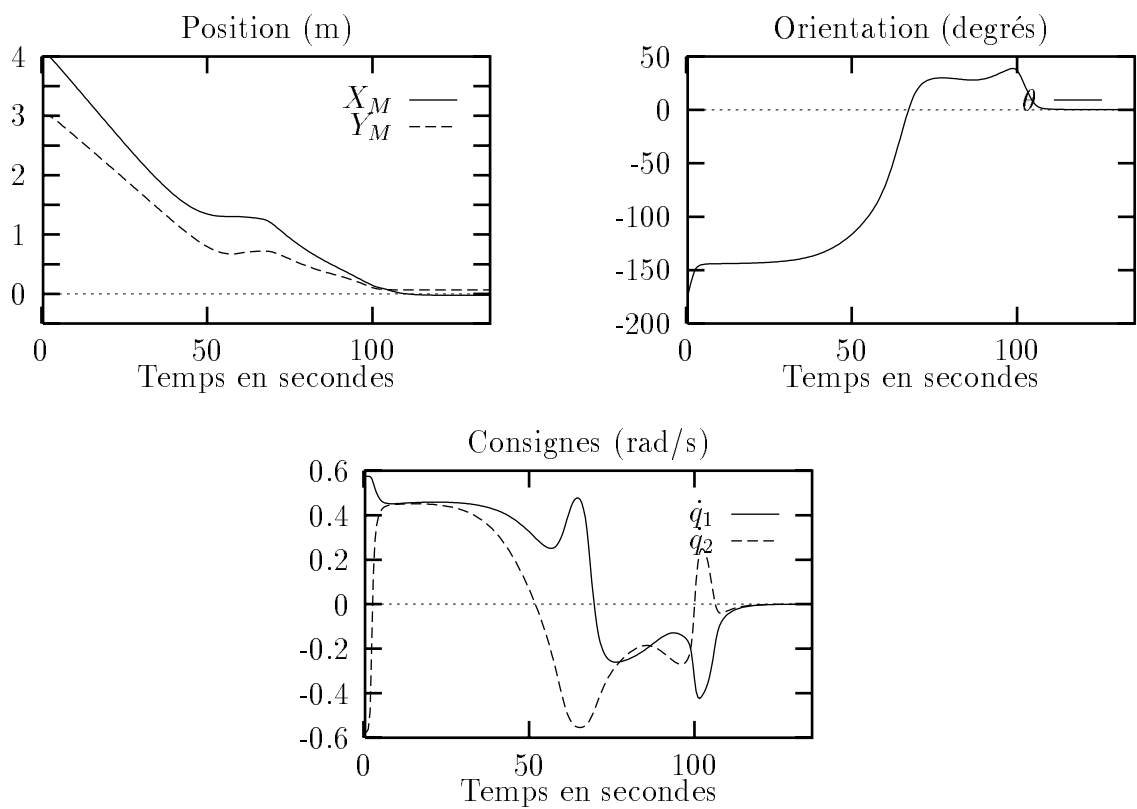 Position (m)
4
3
2
1
0
X_M
Y_M
0 50 100
Temps en secondes
Orientation (degrés)
50
0
-50
-100
-150
-200
θ
0 50 100
Temps en secondes
Consignes (rad/s)
0.6
0.4
0.2
0
-0.2
-0.4
-0.6
q̇1
q̇2
0 50 100
Temps en secondes